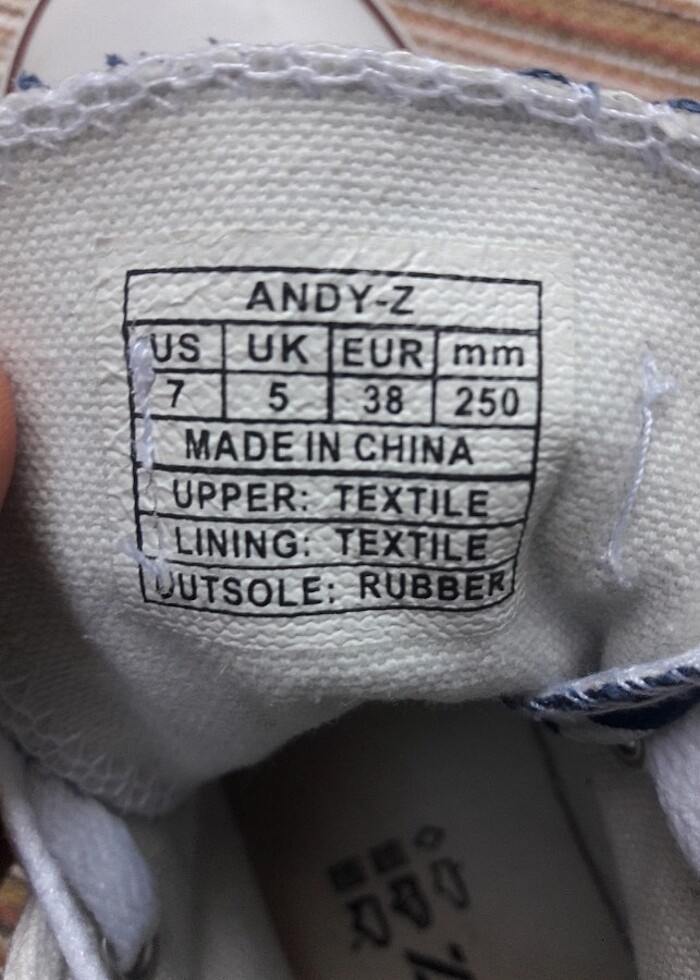 ANDY-Z
US UK EUR mm
7 5 38 250
MADE IN CHINA
UPPER: TEXTILE
LINING: TEXTILE
OUTSOLE: RUBBER